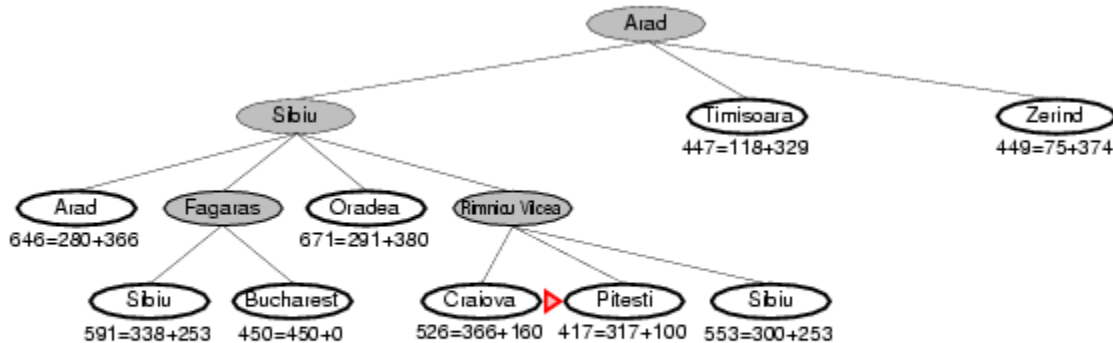 Arad
Sibiu Timisoara Zerind
447=118+329 449=75+374
Arad Fagaras Oradea Rimnicu Vilcea
646=280+366 671=291+380
Sibiu Bucharest Craiova Pitesti Sibiu
591=338+253 450=450+0 526=366+160 417=317+100 553=300+253